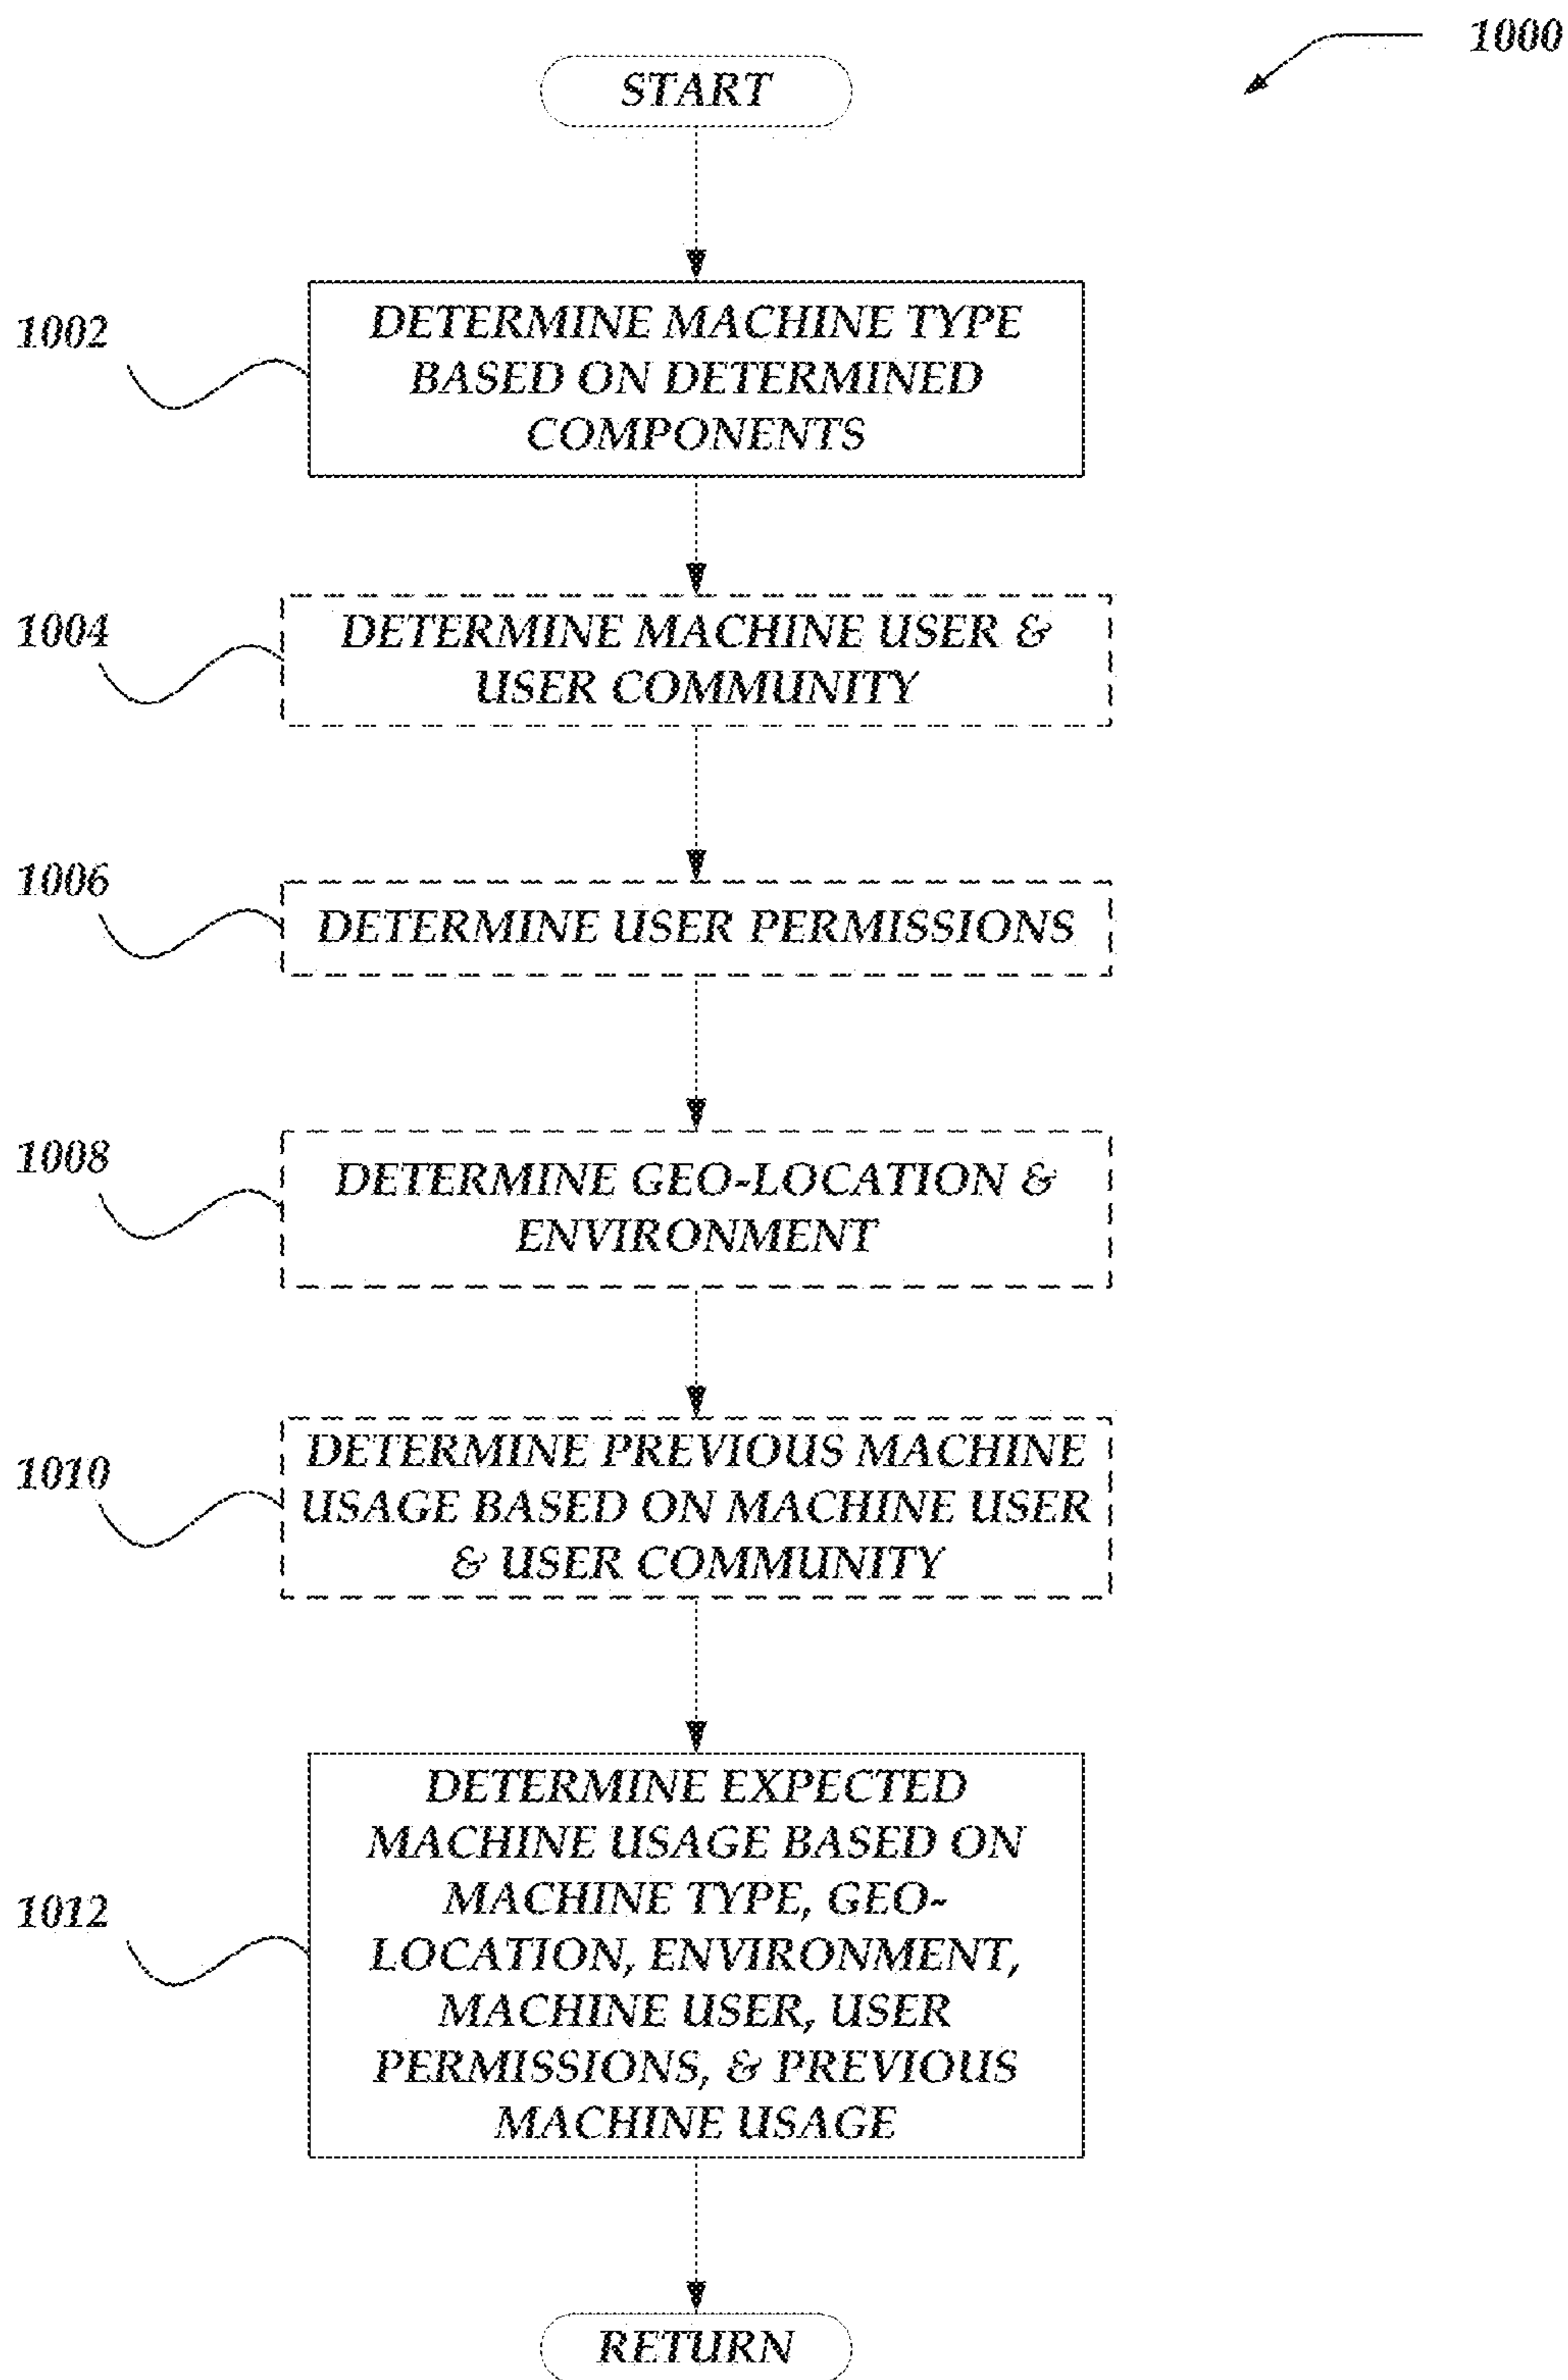 1000
START
1002
DETERMINE MACHINE TYPE
BASED ON DETERMINED
COMPONENTS
1004
DETERMINE MACHINE USER &
USER COMMUNITY
1006
DETERMINE USER PERMISSIONS
1008
DETERMINE GEO-LOCATION &
ENVIRONMENT
1010
DETERMINE PREVIOUS MACHINE
USAGE BASED ON MACHINE USER
& USER COMMUNITY
1012
DETERMINE EXPECTED
MACHINE USAGE BASED ON
MACHINE TYPE, GEO-
LOCATION, ENVIRONMENT,
MACHINE USER, USER
PERMISSIONS, & PREVIOUS
MACHINE USAGE
RETURN